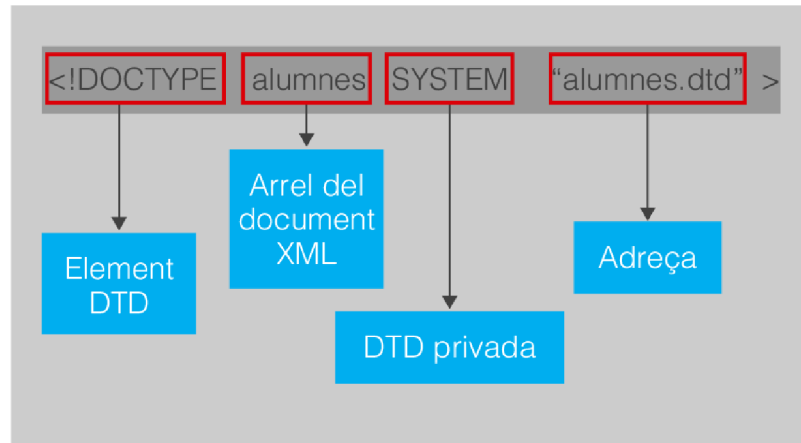 <!DOCTYPE alumnes SYSTEM “alumnes.dtd” >
Arrel del
document
XML
Element
DTD
Adreça
DTD privada